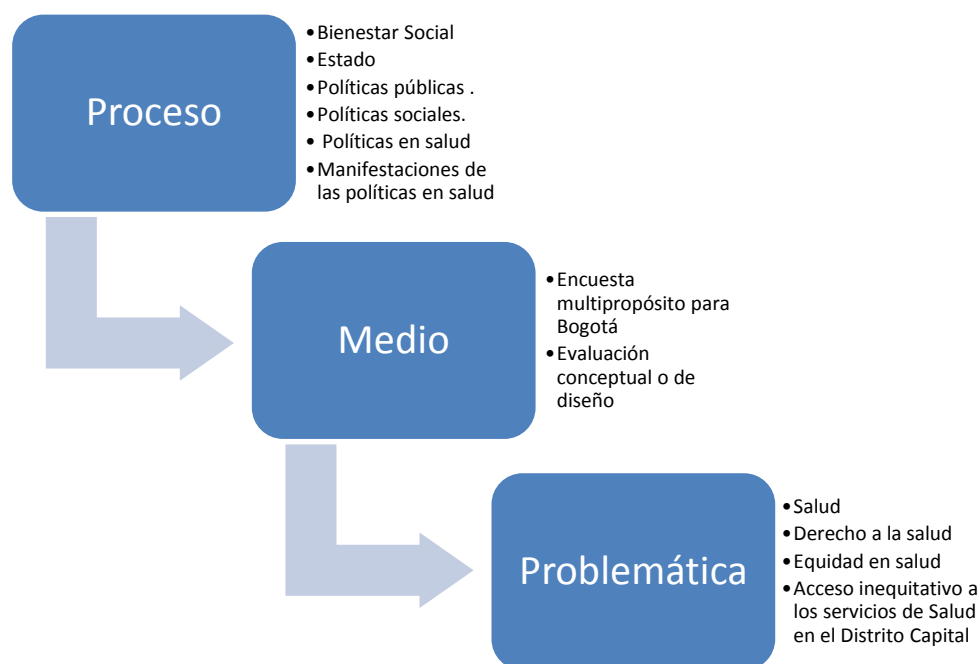 Proceso
•Bienestar Social
•Estado
•Políticas públicas .
•Políticas sociales.
• Políticas en salud
•Manifestaciones de
las políticas en salud
Medio
•Encuesta
multipropósito para
Bogotá
•Evaluación
conceptual o de
diseño
Problemática
•Salud
•Derecho a la salud
•Equidad en salud
•Acceso inequitativo a
los servicios de Salud
en el Distrito Capital